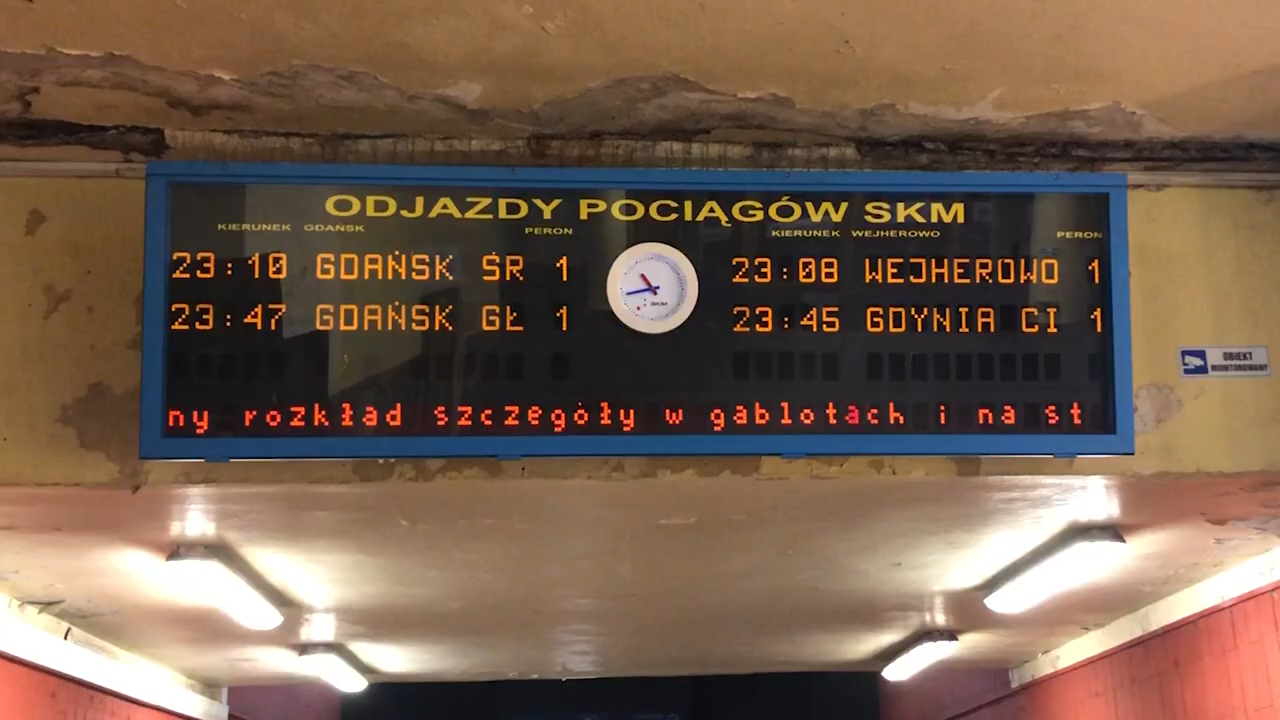 ODJAZDY POCIĄGÓW SKM
KIERUNEK GDAŃSK PERON
23:10 GDAŃSK ŚR 1
23:47 GDAŃSK GŁ 1
SKM
KIERUNEK WEJHEROWO PERON
23:08 WEJHEROWO 1
23:45 GDYNIA CI 1
ny rozkład szczegóły w gablotach i na st
OBIEKT
MONITOROWANY